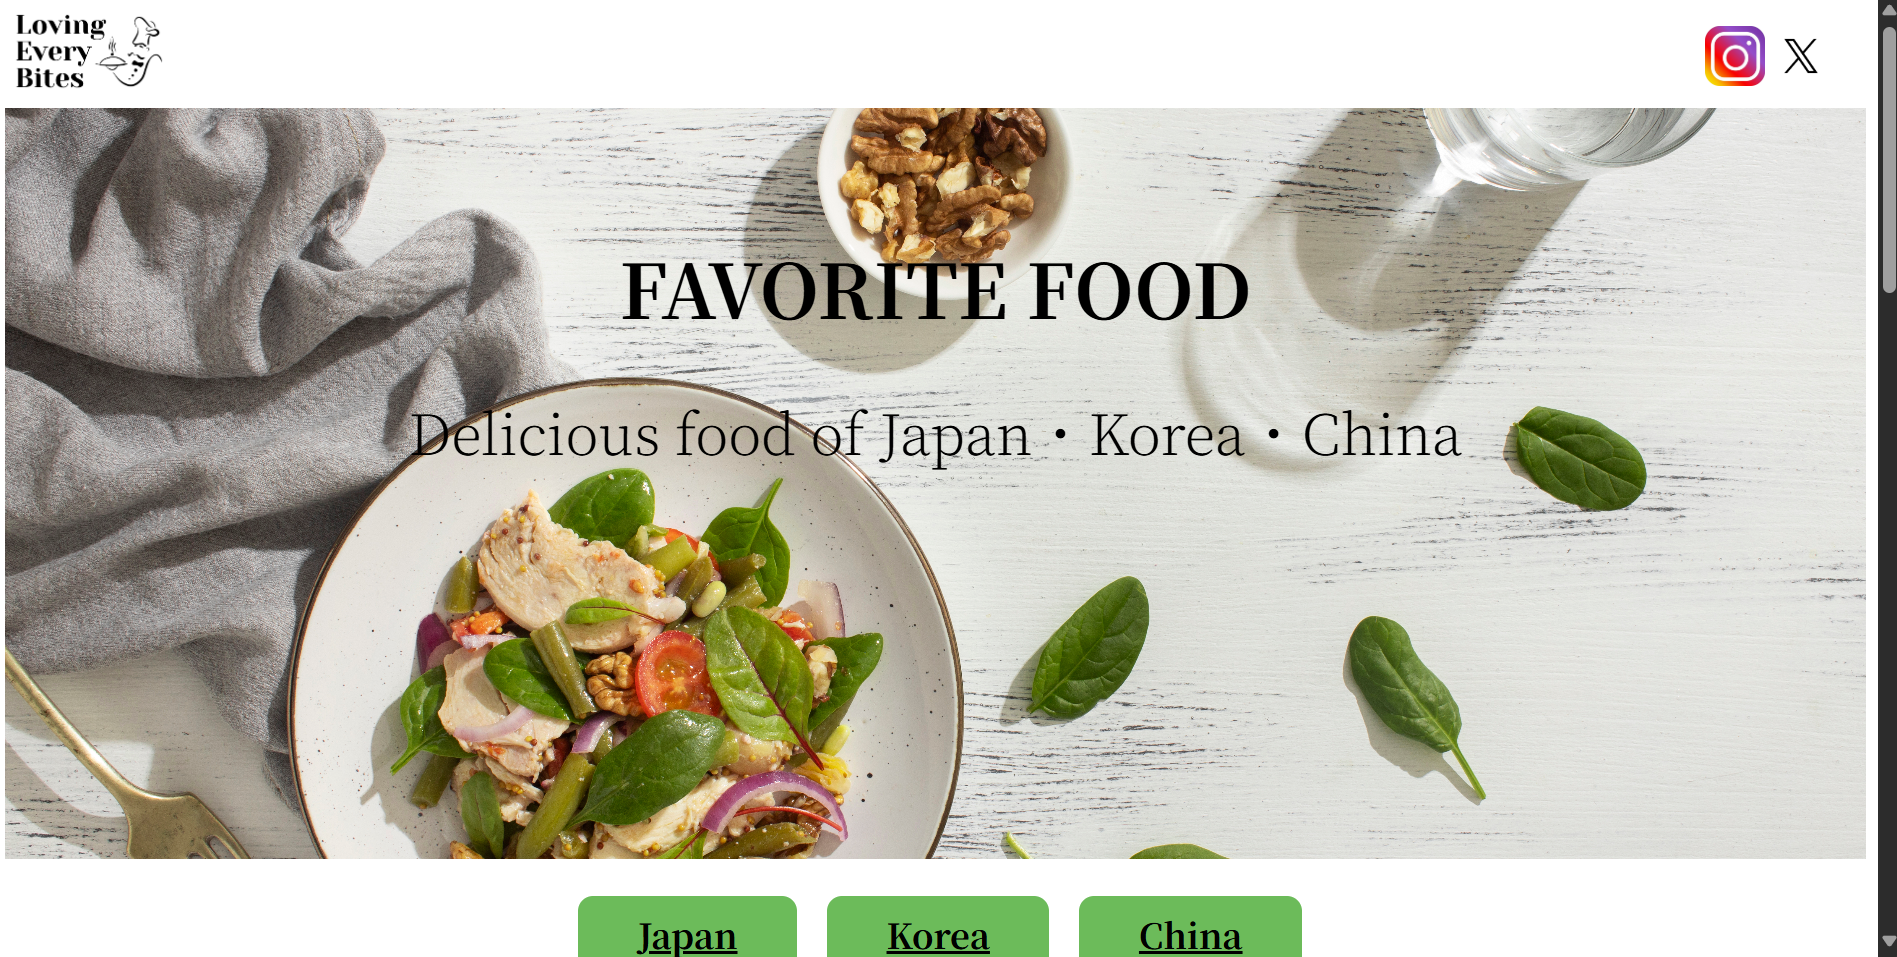 Loving
Every
Bites
FAVORITE FOOD
Delicious food of Japan・Korea・China
Japan
Korea
China